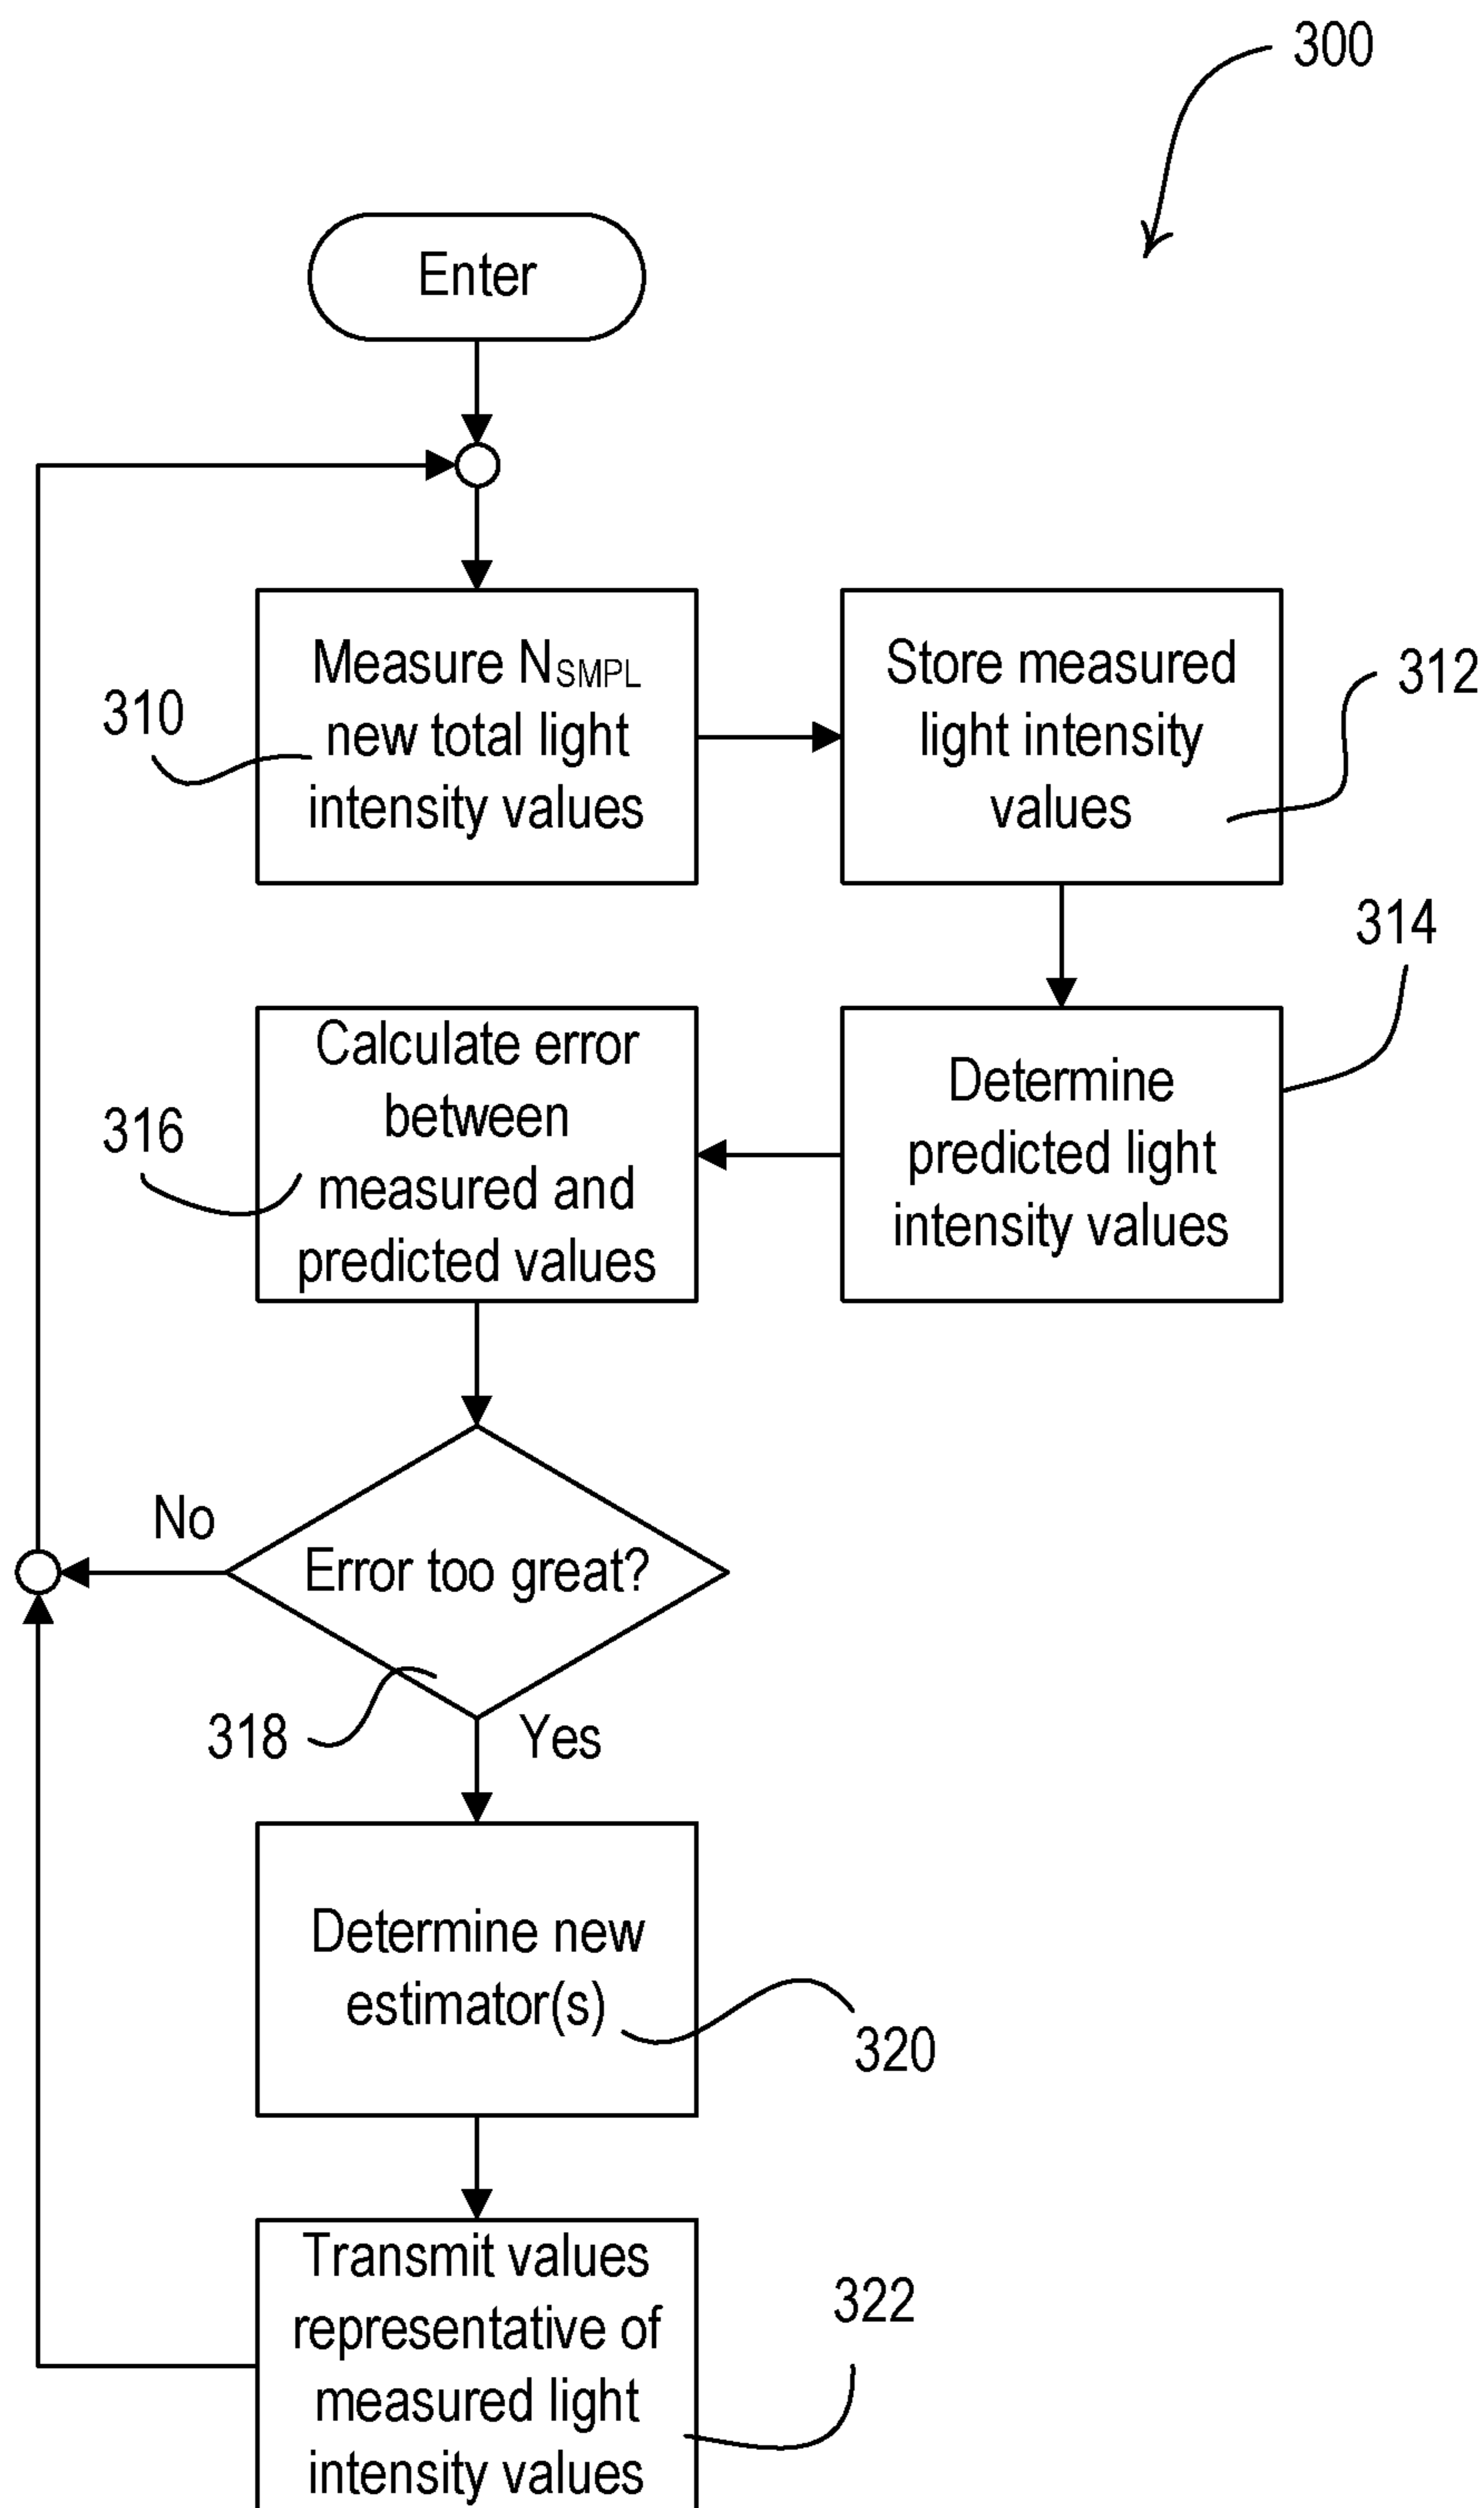 300
Enter
Measure NSMPL
new total light
intensity values
310
Store measured
light intensity
values
312
314
Calculate error
between
measured and
predicted values
316
Determine
predicted light
intensity values
No
Error too great?
318
Yes
Determine new
estimator(s)
320
Transmit values
representative of
measured light
intensity values
322